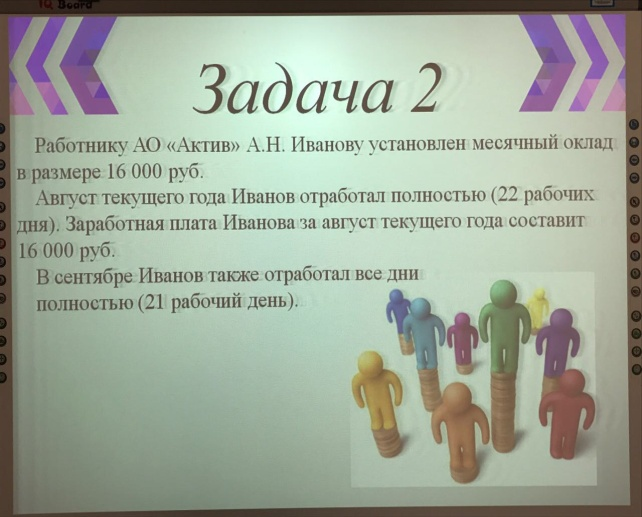 IQ Board
Задача 2
Работнику АО «Актив» А.Н. Иванову установлен месячный оклад
в размере 16 000 руб.
Август текущего года Иванов отработал полностью (22 рабочих
дня). Заработная плата Иванова за август текущего года составит
16 000 руб.
В сентябре Иванов также отработал все дни
полностью (21 рабочий день).